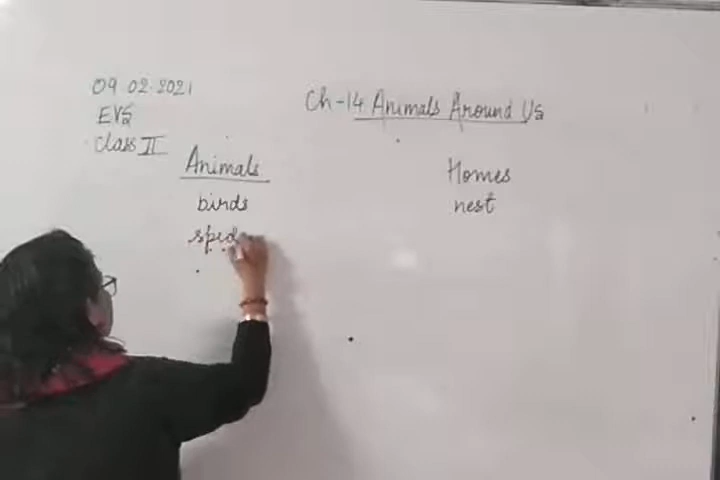 09.02.2021
EVS
Class II
Ch-14 Animals Around Us
Animals
Homes
birds
nest
spid